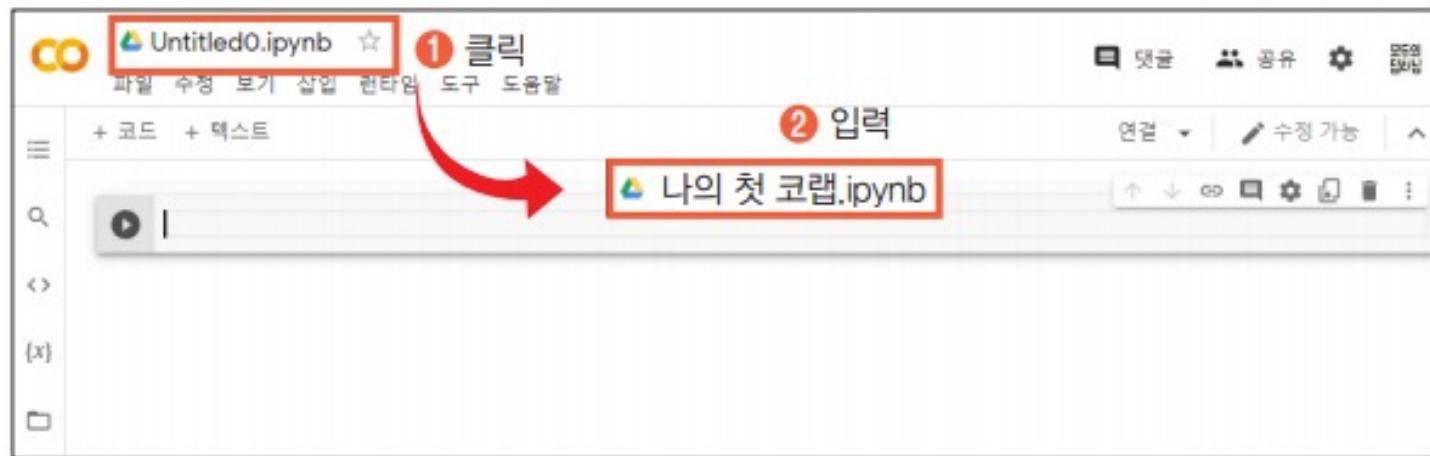 Untitled0.ipynb
❶ 클릭
댓글 공유
파일 수정 보기 삽입 런타임 도구 도움말
+ 코드 + 텍스트
❷ 입력
연결 수정 가능
나의 첫 코랩.ipynb
{x}